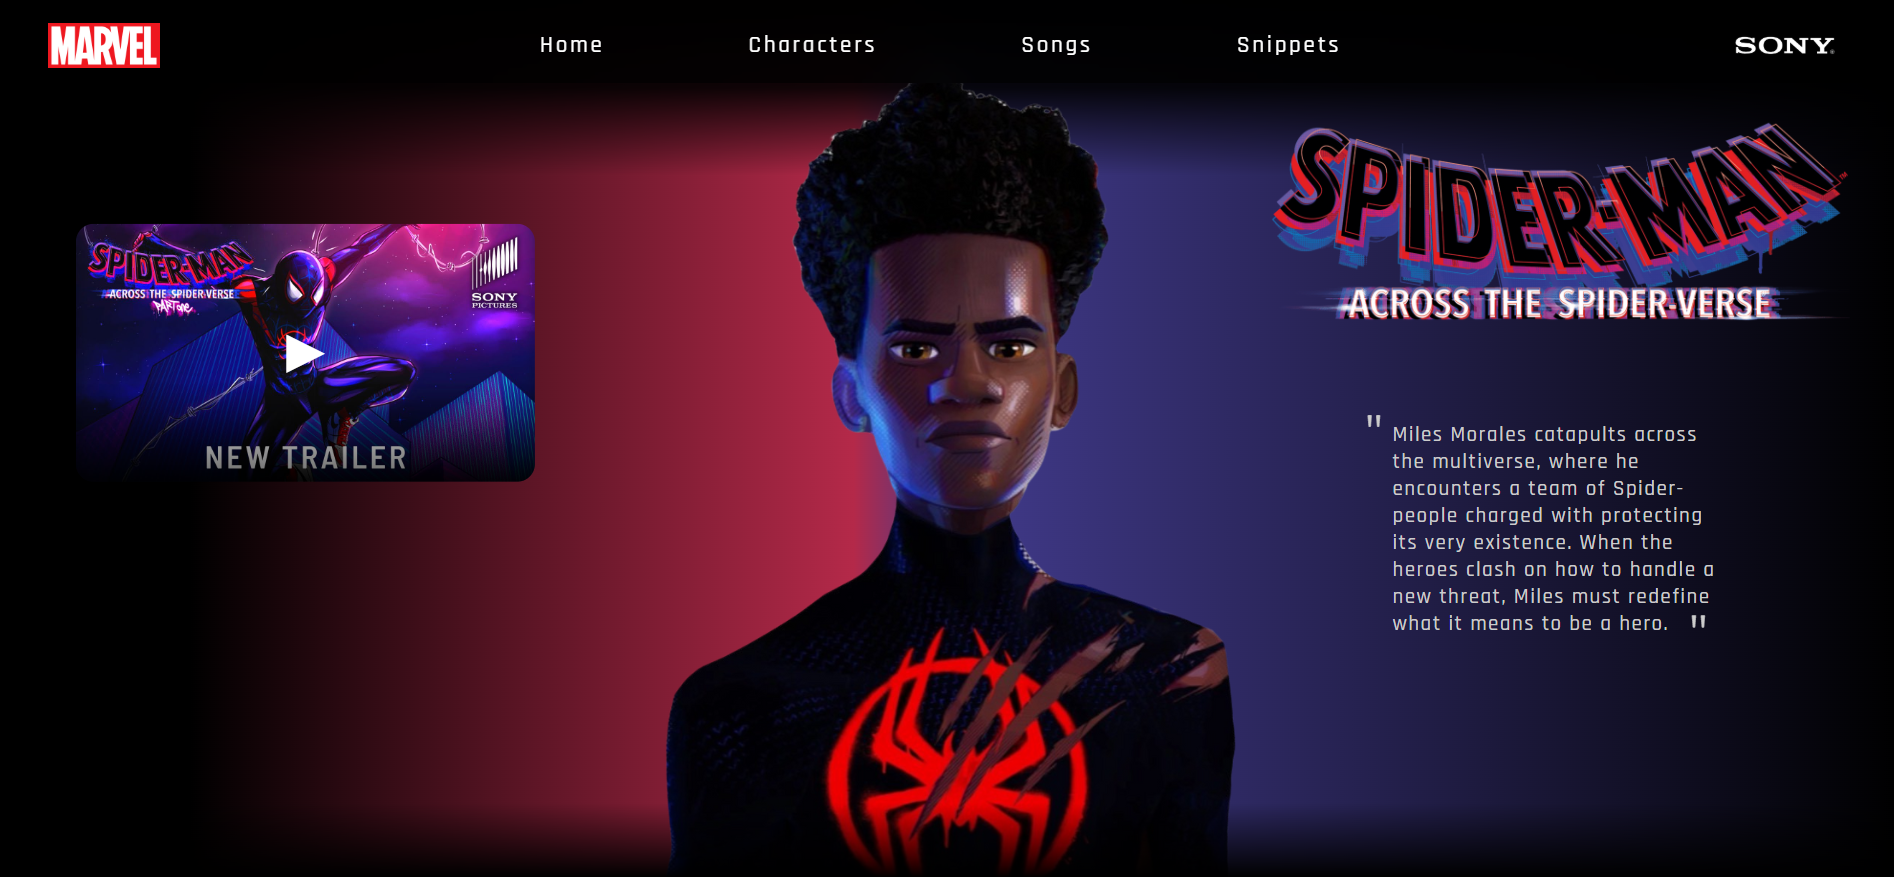 MARVEL
Home
Characters
Songs
Snippets
SONY
SPIDER-MAN
ACROSS THE SPIDER-VERSE
PART One
SONY
PICTURES
NEW TRAILER
SPIDER-MAN™
ACROSS THE SPIDER-VERSE
"Miles Morales catapults across
the multiverse, where he
encounters a team of Spider-
people charged with protecting
its very existence. When the
heroes clash on how to handle a
new threat, Miles must redefine
what it means to be a hero. "